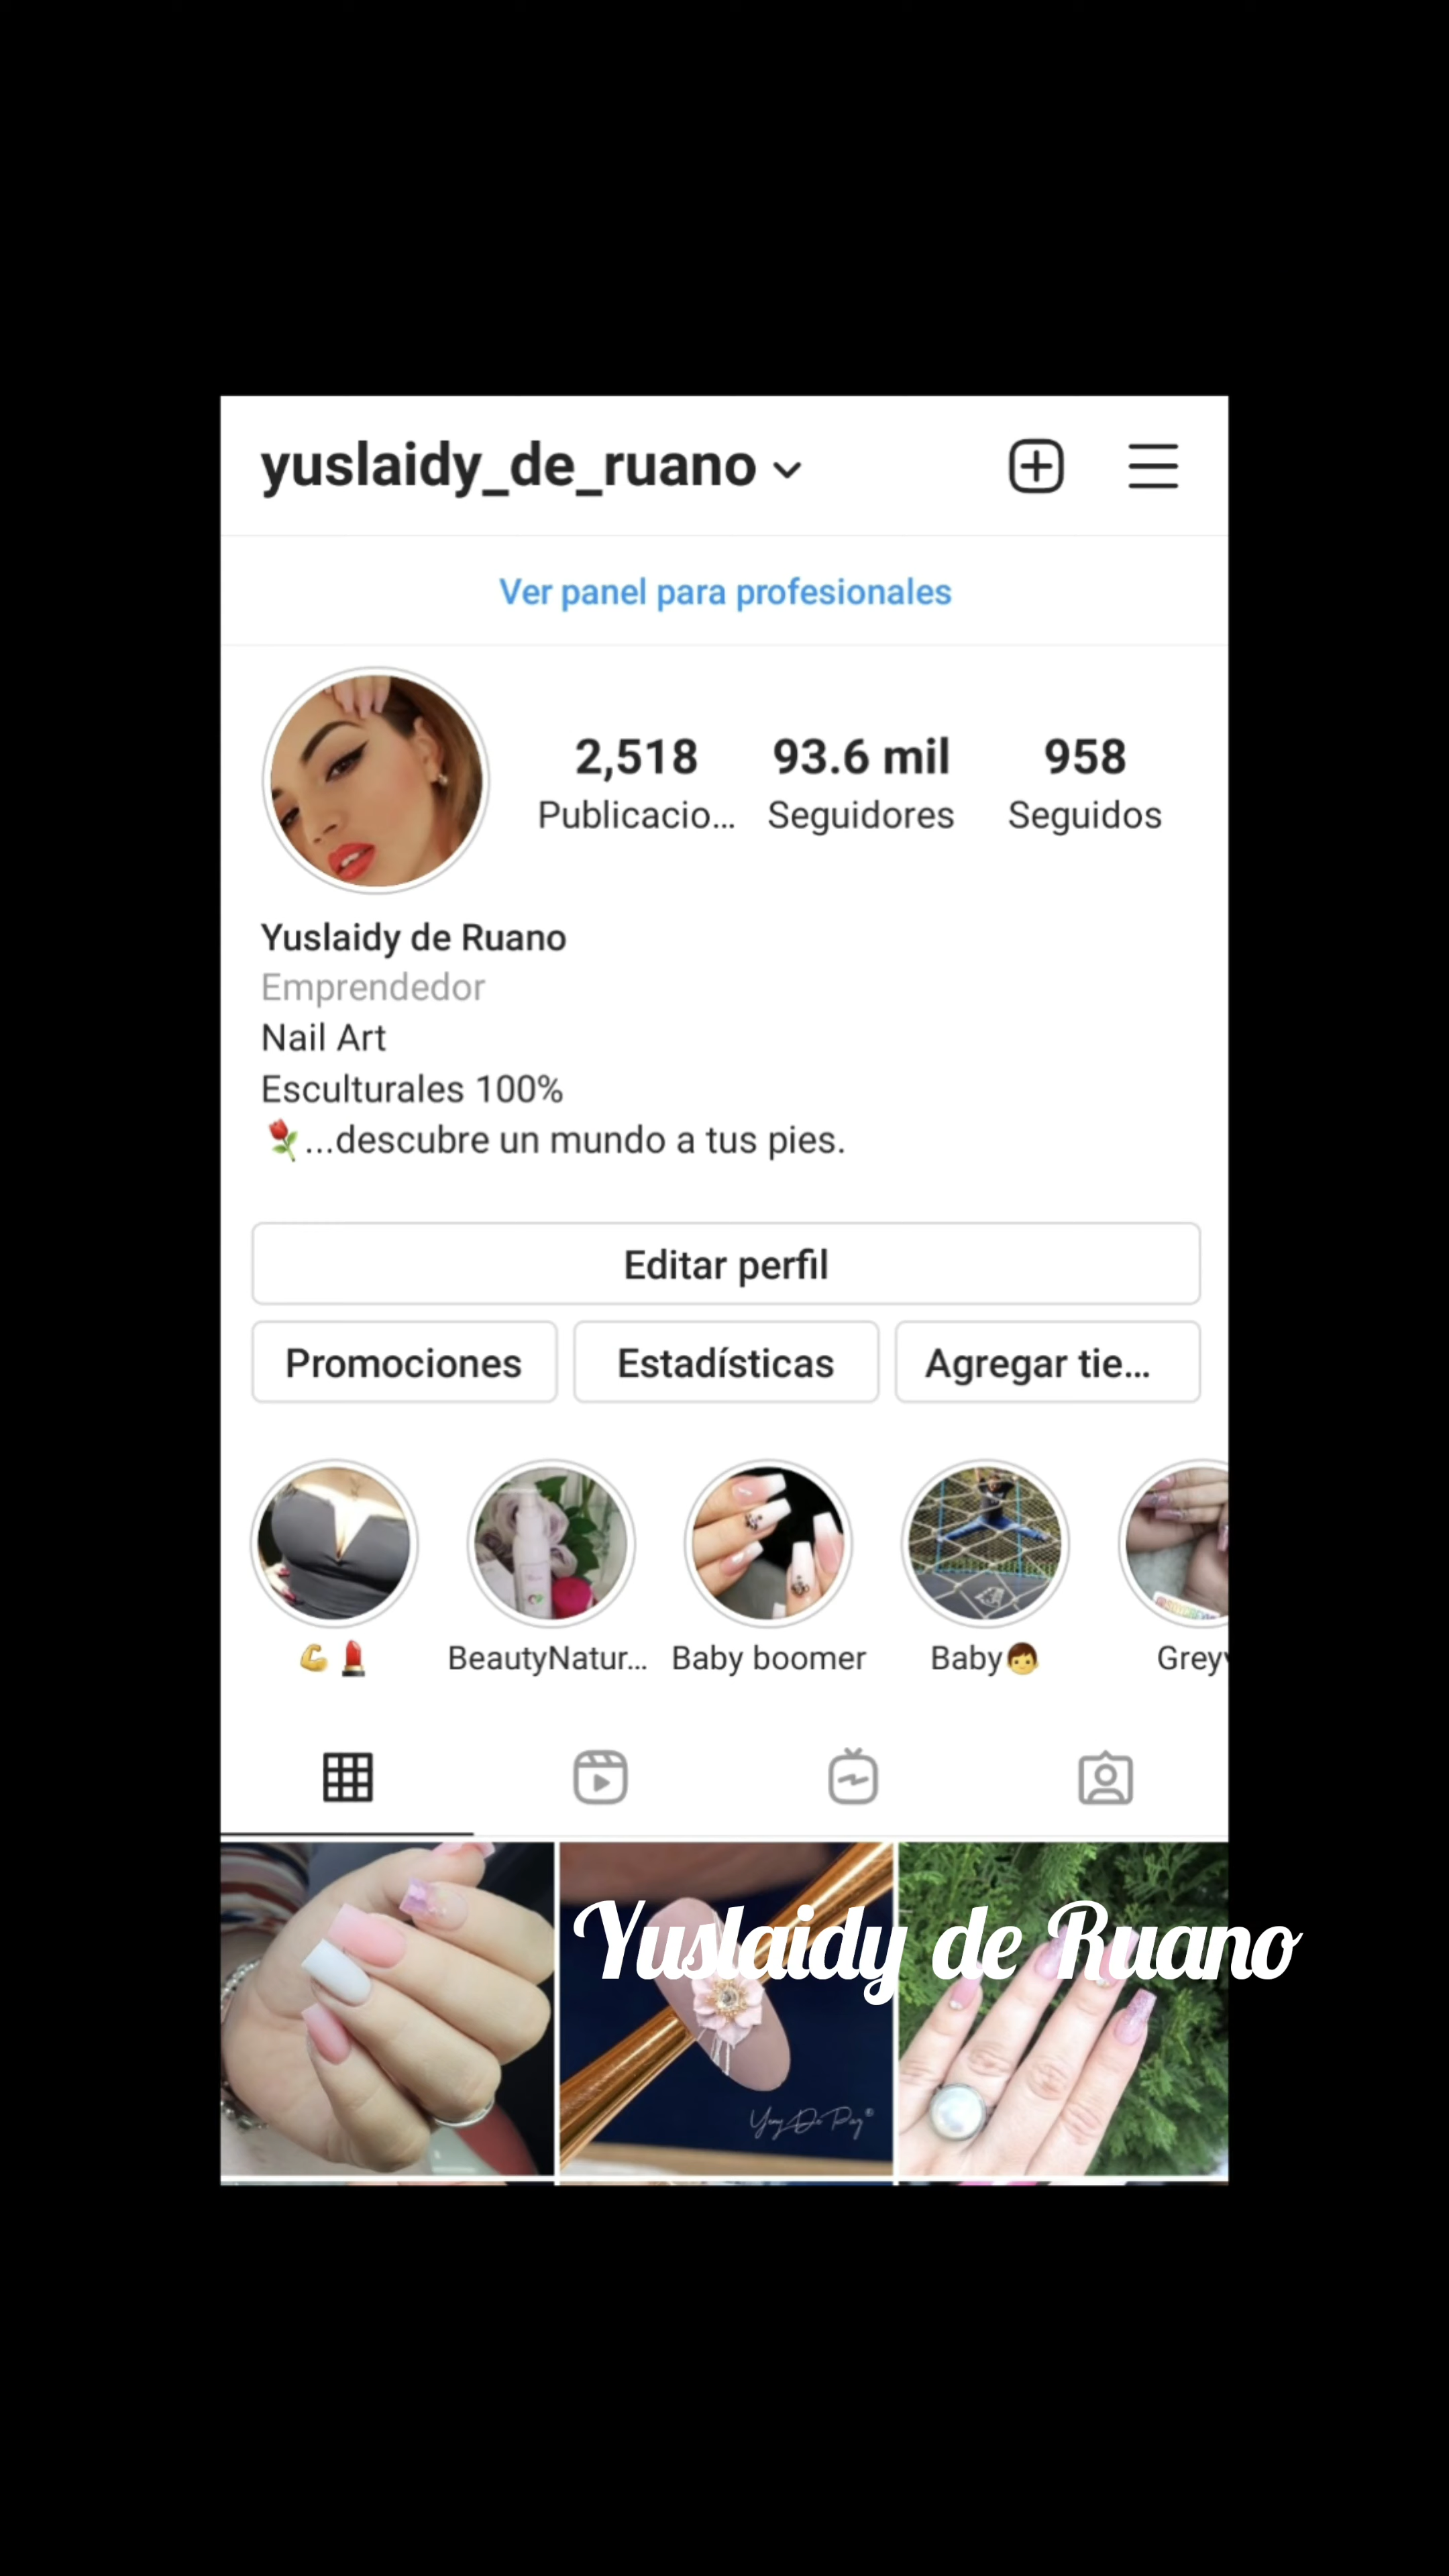 yuslaidy_de_ruano
Ver panel para profesionales
2,518 93.6 mil 958
Publicacio... Seguidores Seguidos
Yuslaidy de Ruano
Emprendedor
Nail Art
Esculturales 100%
🌹...descubre un mundo a tus pies.
Editar perfil
Promociones Estadísticas Agregar tie...
💪💄 BeautyNatur... Baby boomer Baby👦 Grey
Yuslaidy de Ruano